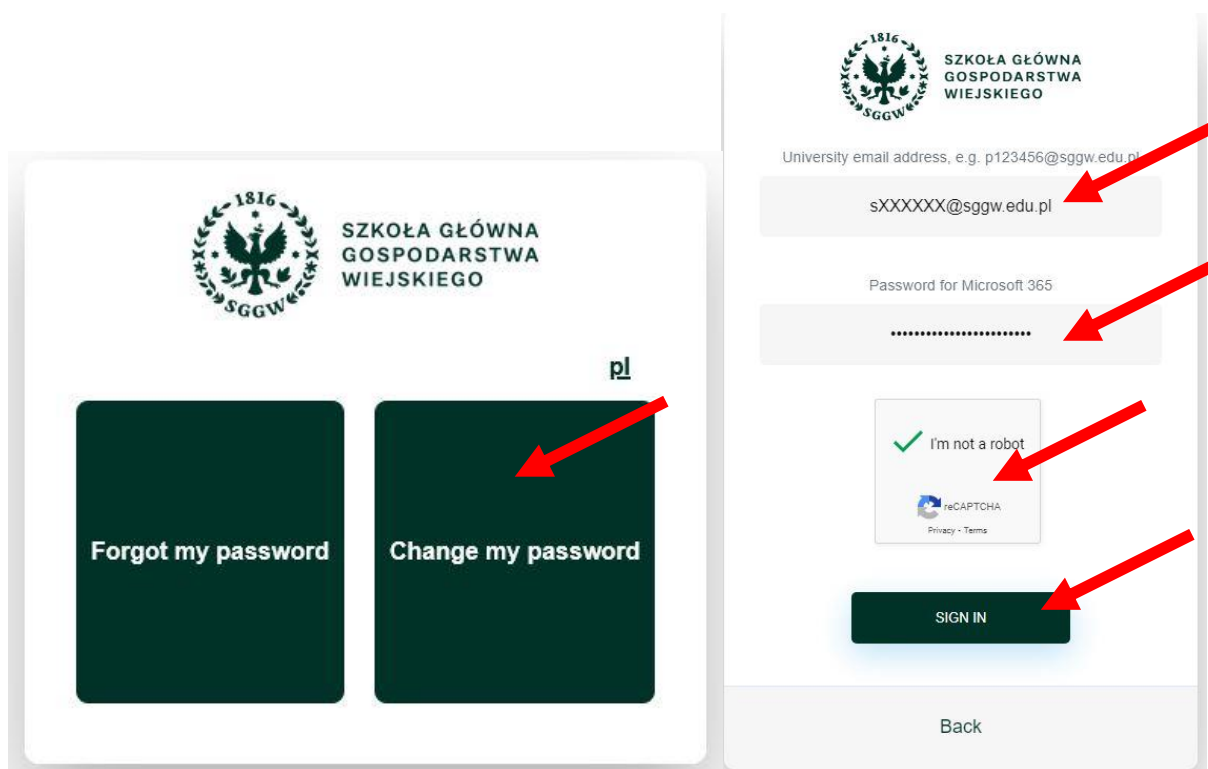 1816
SZKOŁA GŁÓWNA
GOSPODARSTWA
WIEJSKIEGO
SGGW
pl
Forgot my password
Change my password
1816
SZKOŁA GŁÓWNA
GOSPODARSTWA
WIEJSKIEGO
SGGW
University email address, e.g. p123456@sggw.edu.pl
sXXXXXX@sggw.edu.pl
Password for Microsoft 365
••••••••••••••••••••••••
I'm not a robot
reCAPTCHA
Privacy - Terms
SIGN IN
Back